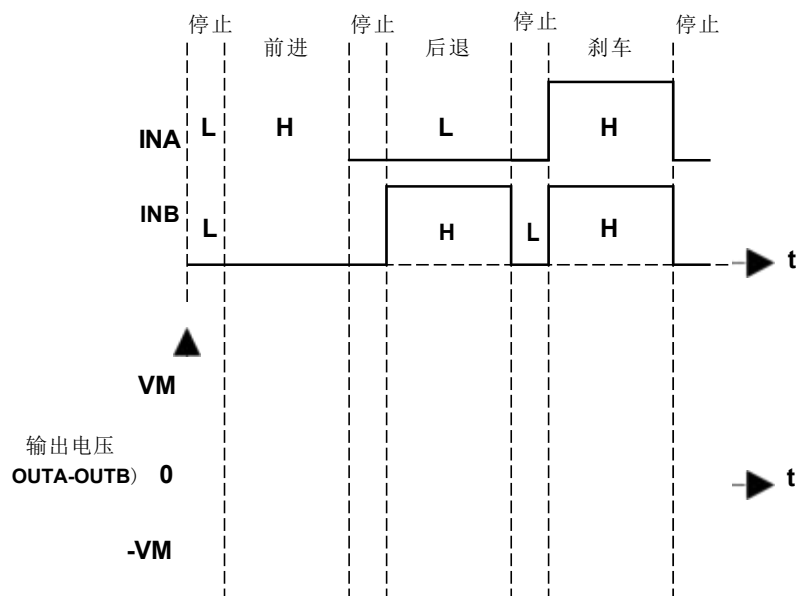 停止 停止 停止 停止
前进 后退 刹车
INA L H L H
INB L H L H
t
VM
输出电压
OUTA-OUTB） 0 t
-VM